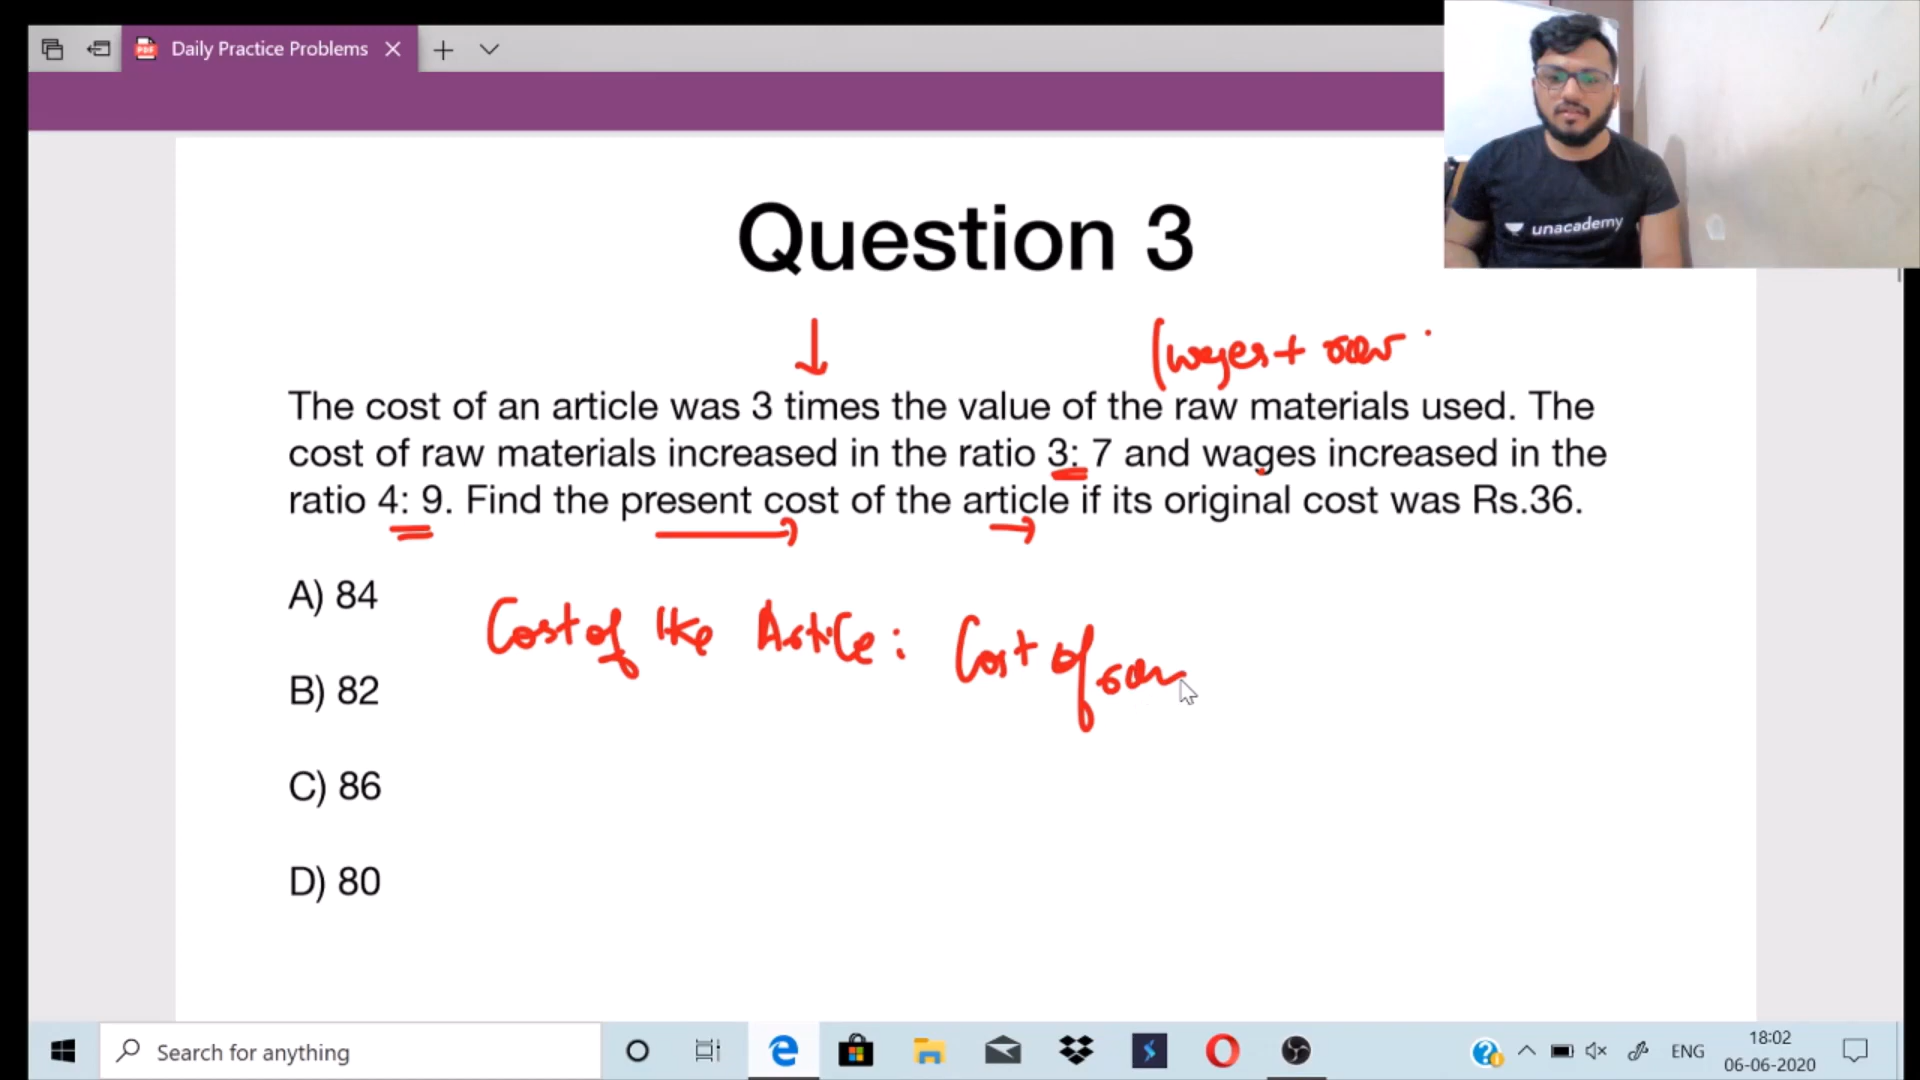 Daily Practice Problems
unacademy
Question 3
(wages + raw
The cost of an article was 3 times the value of the raw materials used. The
cost of raw materials increased in the ratio 3: 7 and wages increased in the
ratio 4: 9. Find the present cost of the article if its original cost was Rs.36.
A) 84
Cost of the Article : Cost of raw
B) 82
C) 86
D) 80
Search for anything
ENG
18:02
06-06-2020